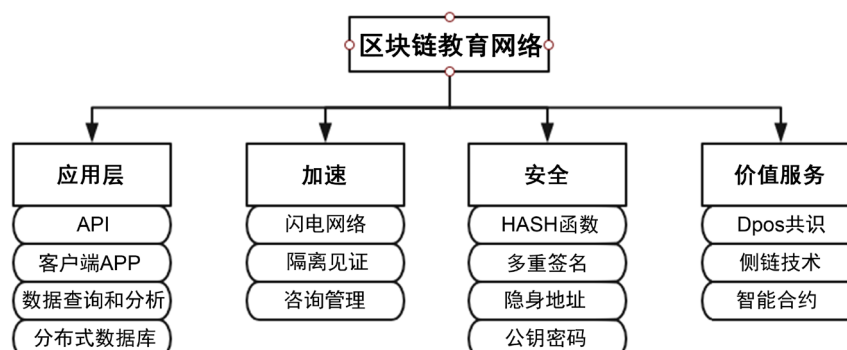 区块链教育网络
应用层
API
客户端APP
数据查询和分析
分布式数据库
加速
闪电网络
隔离见证
咨询管理
安全
HASH函数
多重签名
隐身地址
公钥密码
价值服务
Dpos共识
侧链技术
智能合约